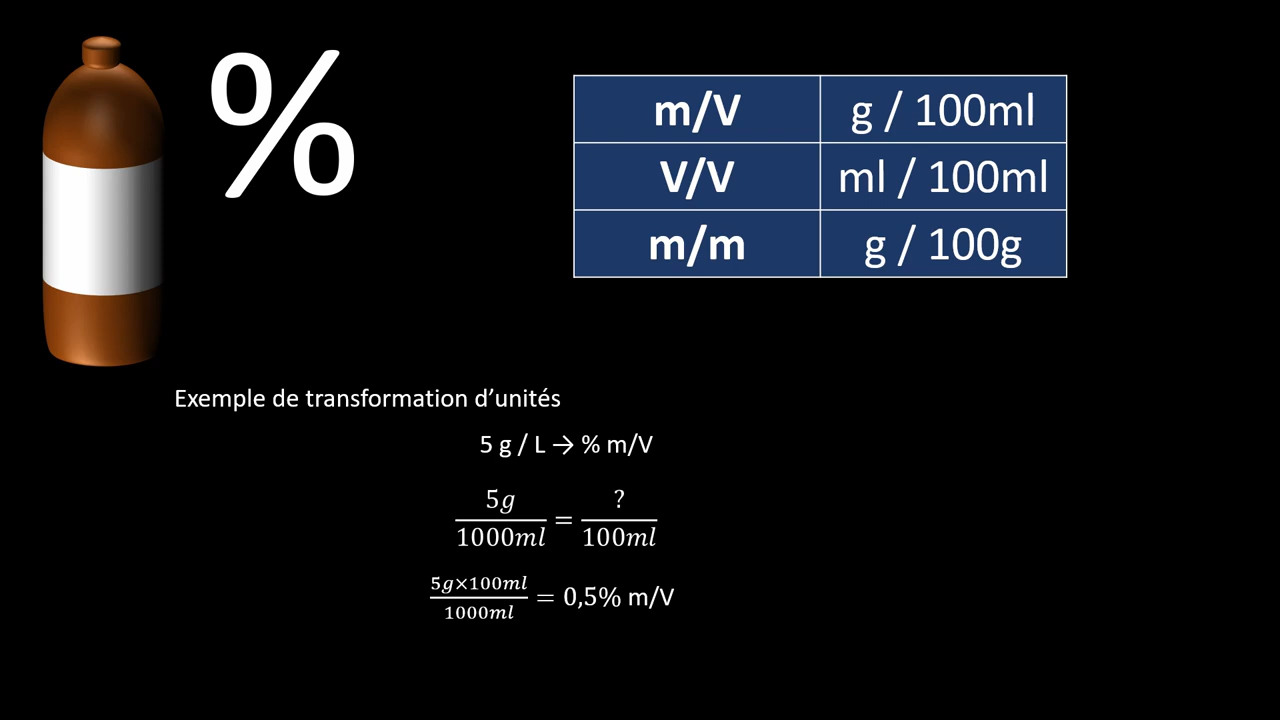 %
m/V g / 100ml
V/V ml / 100ml
m/m g / 100g
Exemple de transformation d’unités
5 g / L → % m/V
5g/1000ml = ?/100ml
5g×100ml/1000ml = 0,5% m/V